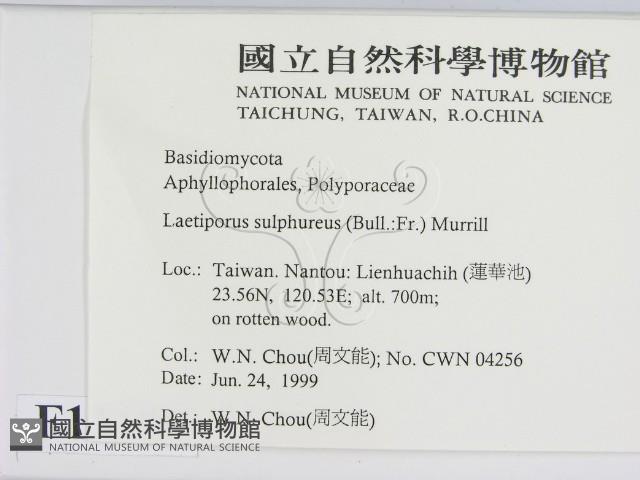 國立自然科學博物館
NATIONAL MUSEUM OF NATURAL SCIENCE
TAICHUNG, TAIWAN, R.O.CHINA
Basidiomycota
Aphyllophorales, Polyporaceae
Laetiporus sulphureus (Bull.:Fr.) Murrill
Loc.: Taiwan. Nantou: Lienhuachih (蓮華池)
23.56N, 120.53E; alt. 700m;
on rotten wood.
Col.: W.N. Chou(周文能); No. CWN 04256
Date: Jun. 24, 1999
Det.: W.N. Chou(周文能)
F1
國立自然科學博物館
NATIONAL MUSEUM OF NATURAL SCIENCE